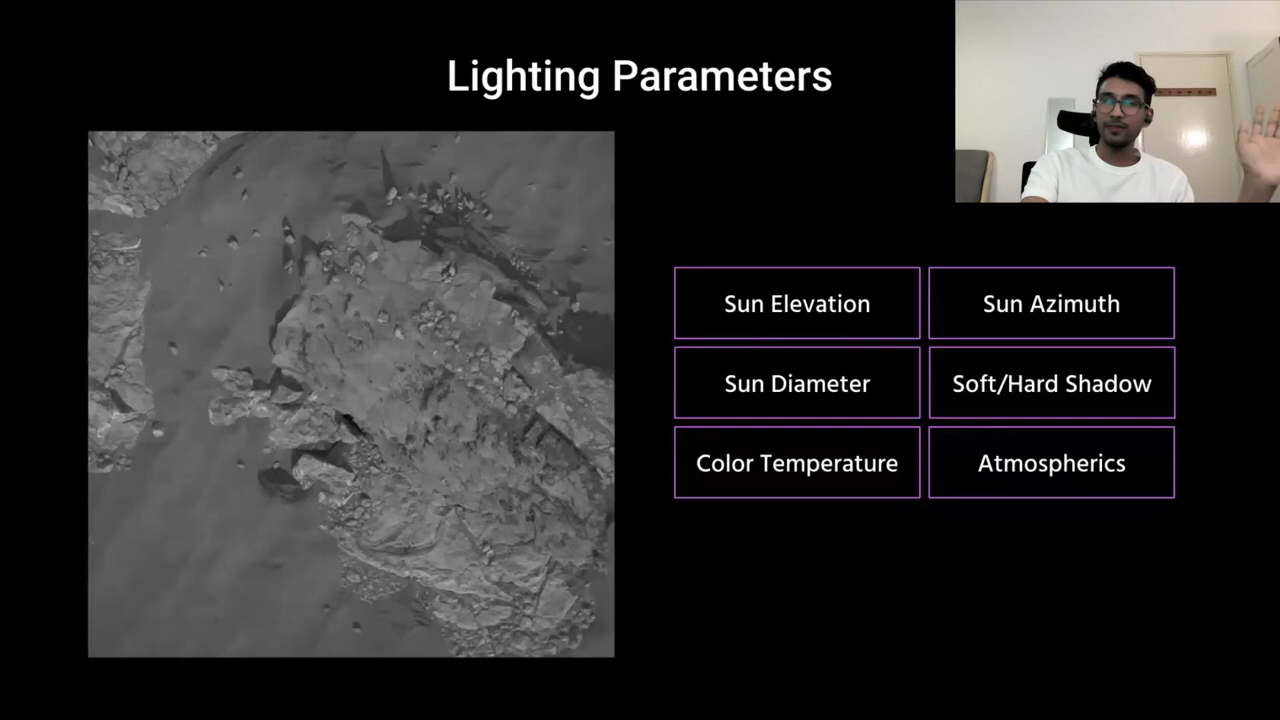 Lighting Parameters
Sun Elevation
Sun Azimuth
Sun Diameter
Soft/Hard Shadow
Color Temperature
Atmospherics